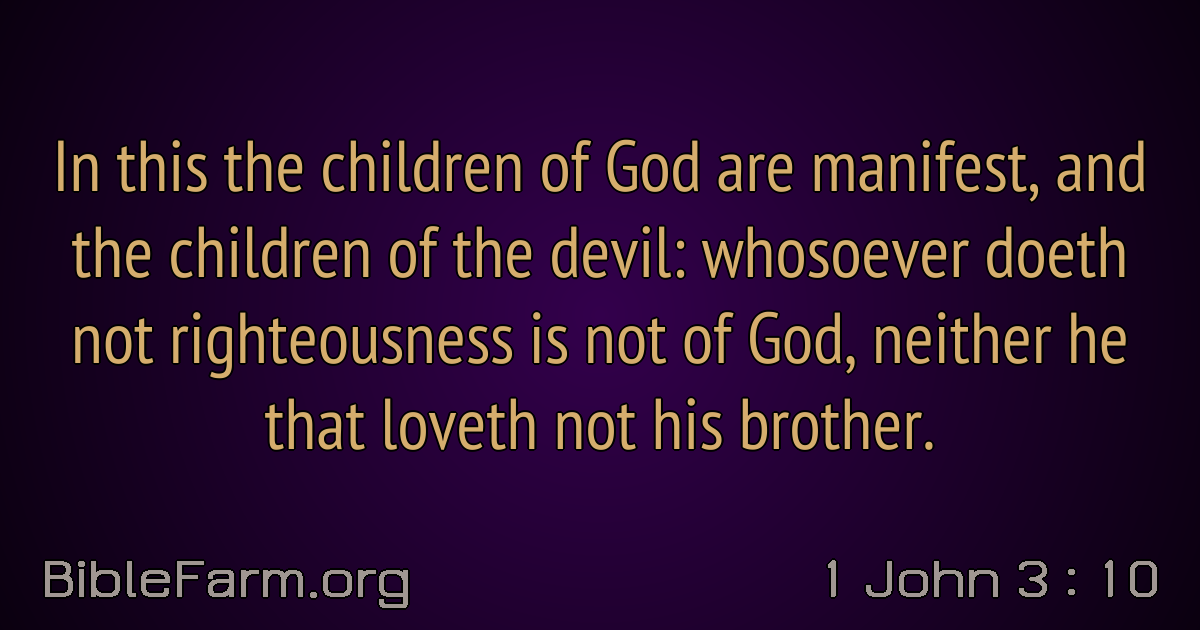 In this the children of God are manifest, and
the children of the devil: whosoever doeth
not righteousness is not of God, neither he
that loveth not his brother.
BibleFarm.org
1 John 3 : 10